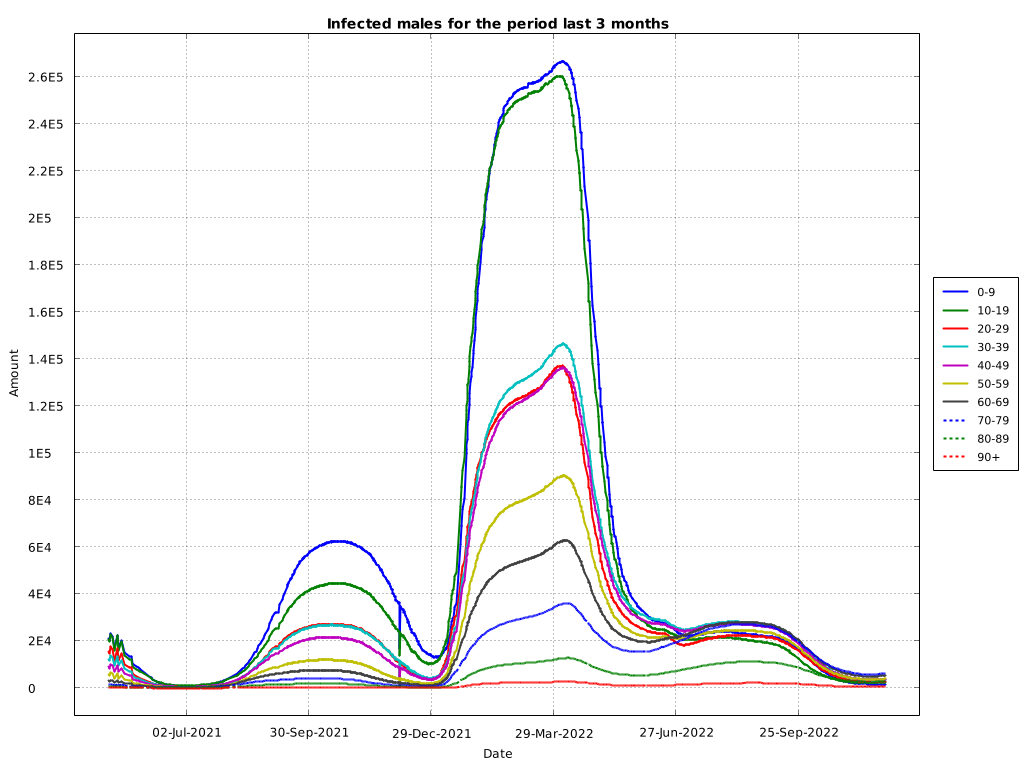 Infected males for the period last 3 months
Amount
2.6E5
2.4E5
2.2E5
2E5
1.8E5
1.6E5
1.4E5
1.2E5
1E5
8E4
6E4
4E4
2E4
0
02-Jul-2021 30-Sep-2021 29-Dec-2021 29-Mar-2022 27-Jun-2022 25-Sep-2022
Date
0-9
10-19
20-29
30-39
40-49
50-59
60-69
70-79
80-89
90+